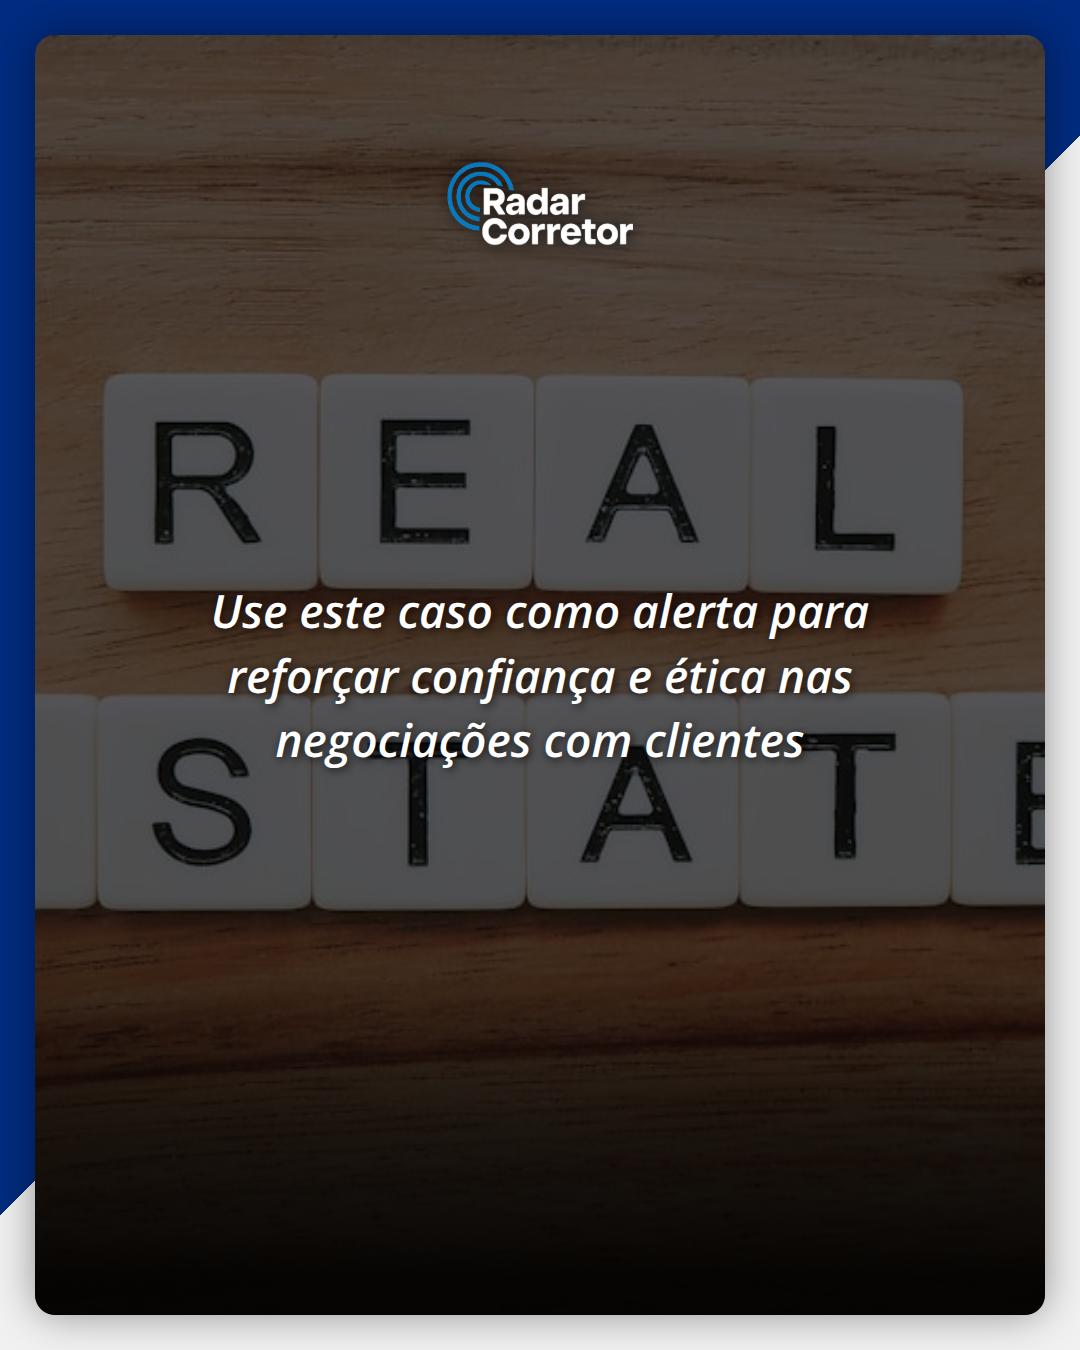 Radar
Corretor
REAL
Use este caso como alerta para
reforçar confiança e ética nas
negociações com clientes
STATE